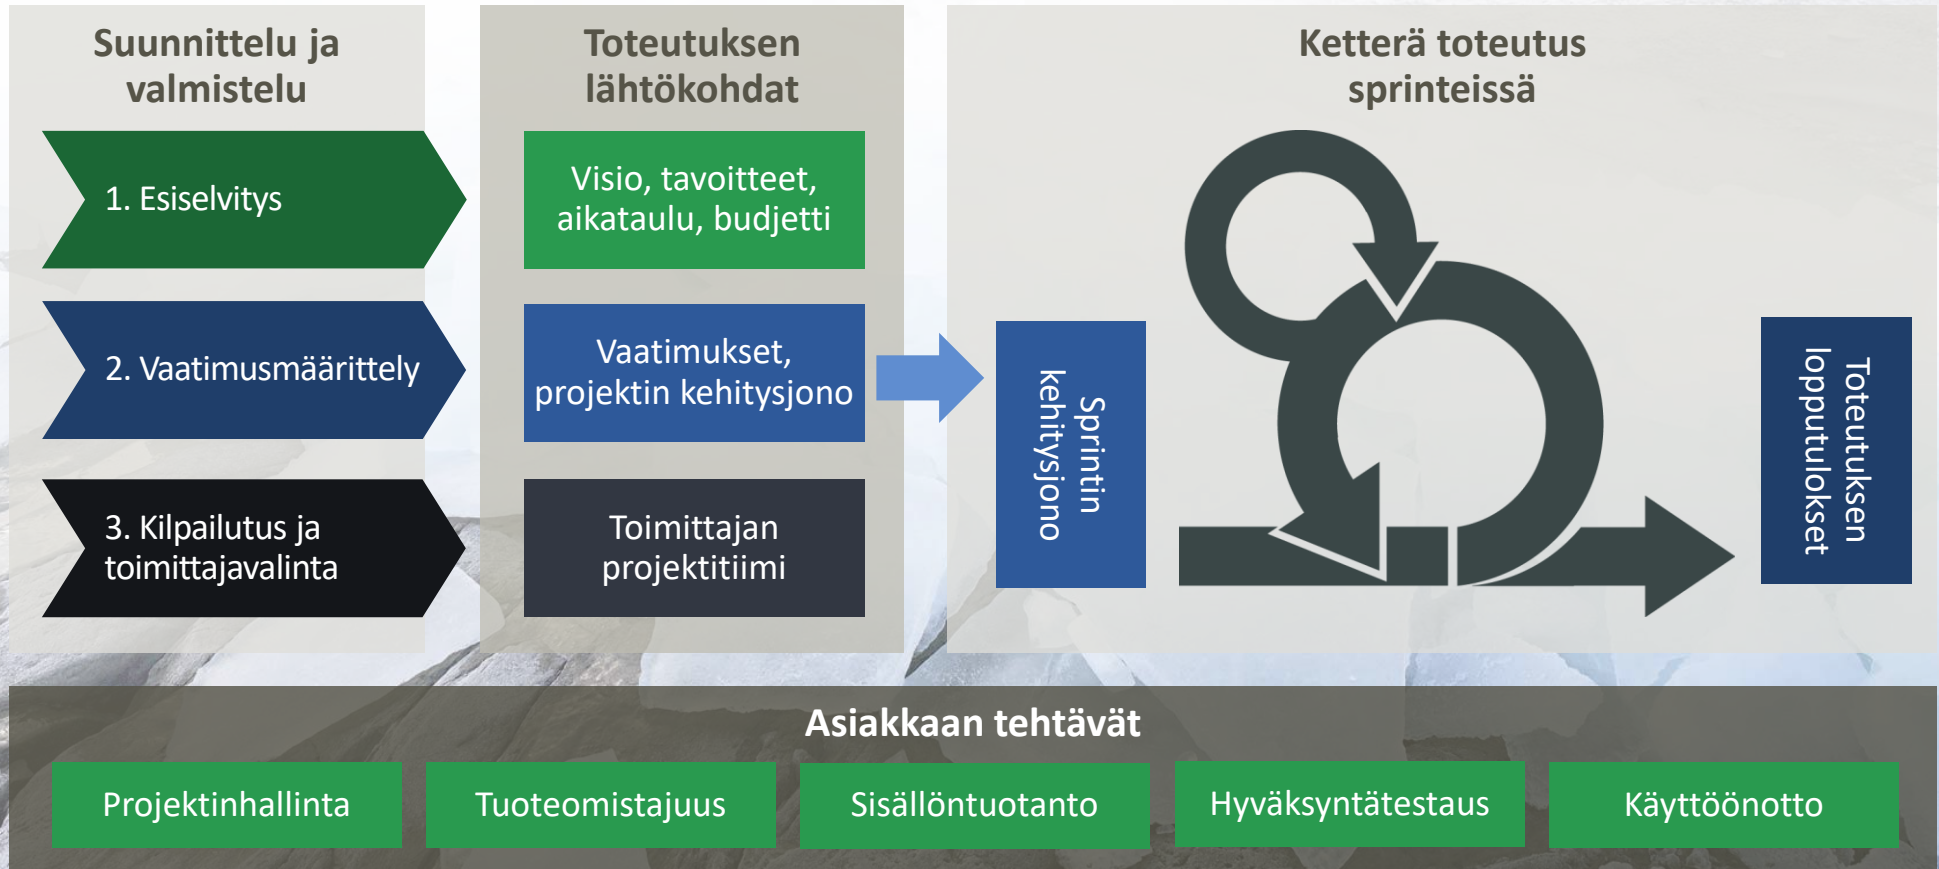 Suunnittelu ja
valmistelu
1. Esiselvitys
2. Vaatimusmäärittely
3. Kilpailutus ja
toimittajavalinta
Toteutuksen
lähtökohdat
Visio, tavoitteet,
aikataulu, budjetti
Vaatimukset,
projektin kehitysjono
Toimittajan
projektitiimi
Ketterä toteutus
sprinteissä
Sprintin
kehitysjono
Toteutuksen
lopputulokset
Asiakkaan tehtävät
Projektinhallinta
Tuoteomistajuus
Sisällöntuotanto
Hyväksyntätestaus
Käyttöönotto